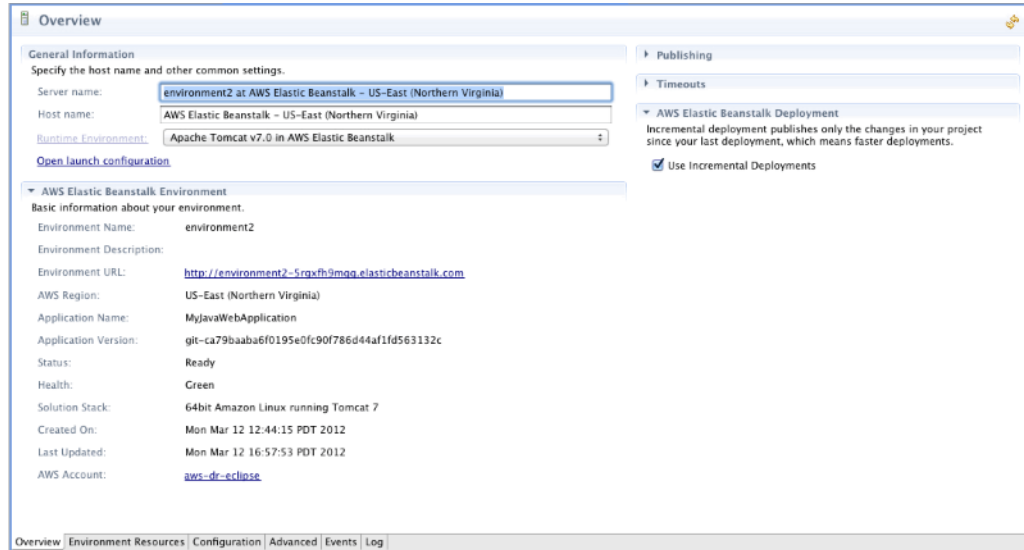 Overview
General Information
Specify the host name and other common settings.
Server name: environment2 at AWS Elastic Beanstalk - US-East (Northern Virginia)
Host name: AWS Elastic Beanstalk - US-East (Northern Virginia)
Runtime Environment: Apache Tomcat v7.0 in AWS Elastic Beanstalk
Open launch configuration
AWS Elastic Beanstalk Environment
Basic information about your environment.
Environment Name: environment2
Environment Description:
Environment URL: http://environment2-5rgxfh9mqg.elasticbeanstalk.com
AWS Region: US-East (Northern Virginia)
Application Name: MyJavaWebApplication
Application Version: git-ca79baaba6f0195e0fc90f786d44af1fd563132c
Status: Ready
Health: Green
Solution Stack: 64bit Amazon Linux running Tomcat 7
Created On: Mon Mar 12 12:44:15 PDT 2012
Last Updated: Mon Mar 12 16:57:53 PDT 2012
AWS Account: aws-dr-eclipse
Publishing
Timeouts
AWS Elastic Beanstalk Deployment
Incremental deployment publishes only the changes in your project
since your last deployment, which means faster deployments.
Use Incremental Deployments
Overview Environment Resources Configuration Advanced Events Log